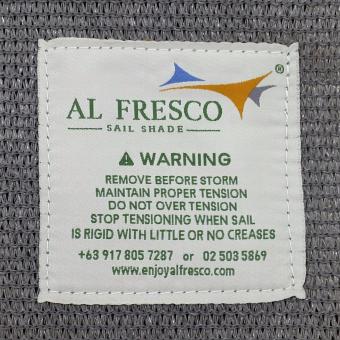 ®
AL FRESCO
SAIL SHADE
WARNING
REMOVE BEFORE STORM
MAINTAIN PROPER TENSION
DO NOT OVER TENSION
STOP TENSIONING WHEN SAIL
IS RIGID WITH LITTLE OR NO CREASES
+63 917 805 7287 or 02 503 5869
www.enjoyalfresco.com